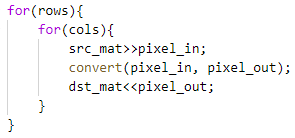 for(rows){
    for(cols){
        src_mat>>pixel_in;
        convert(pixel_in, pixel_out);
        dst_mat<<pixel_out;
    }
}